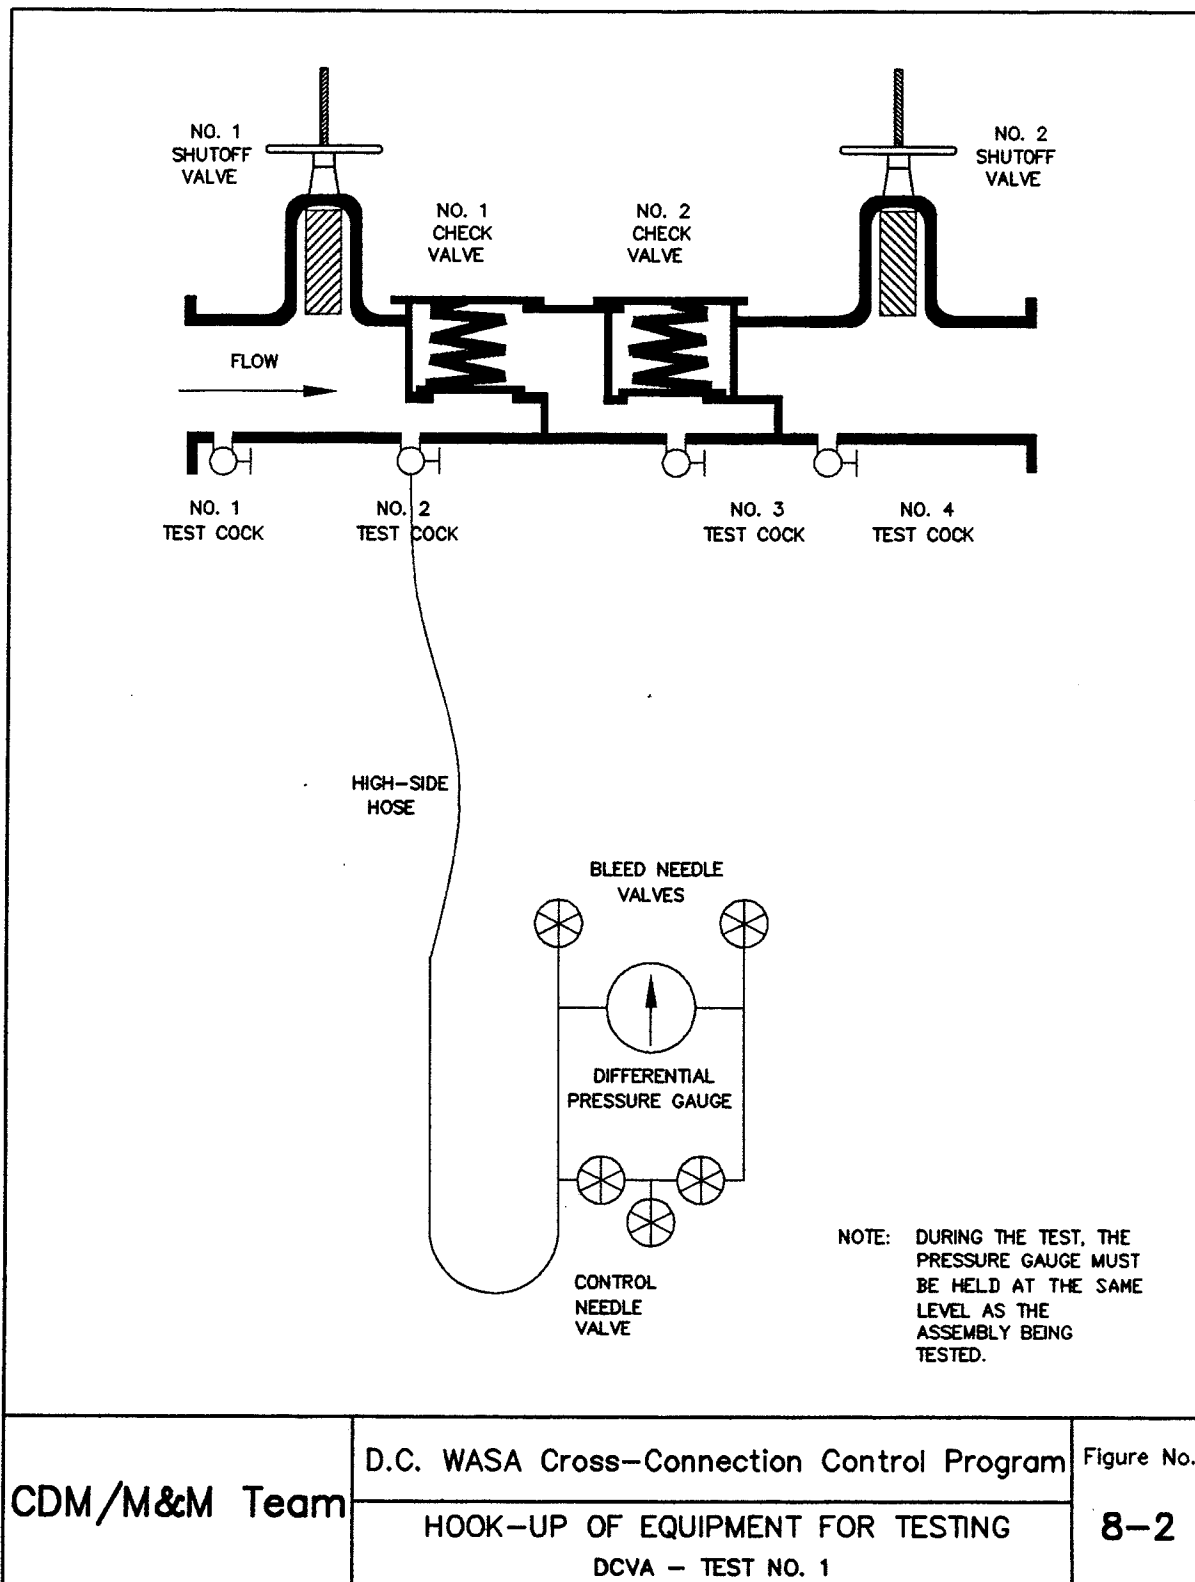 NO. 1
SHUTOFF
VALVE
NO. 2
SHUTOFF
VALVE
NO. 1
CHECK
VALVE
NO. 2
CHECK
VALVE
FLOW
NO. 1
TEST COCK
NO. 2
TEST COCK
NO. 3
TEST COCK
NO. 4
TEST COCK
HIGH-SIDE
HOSE
BLEED NEEDLE
VALVES
DIFFERENTIAL
PRESSURE GAUGE
CONTROL
NEEDLE
VALVE
NOTE: DURING THE TEST, THE
PRESSURE GAUGE MUST
BE HELD AT THE SAME
LEVEL AS THE
ASSEMBLY BEING
TESTED.
CDM/M&M Team
D.C. WASA Cross-Connection Control Program
HOOK-UP OF EQUIPMENT FOR TESTING
DCVA - TEST NO. 1
Figure No.
8-2